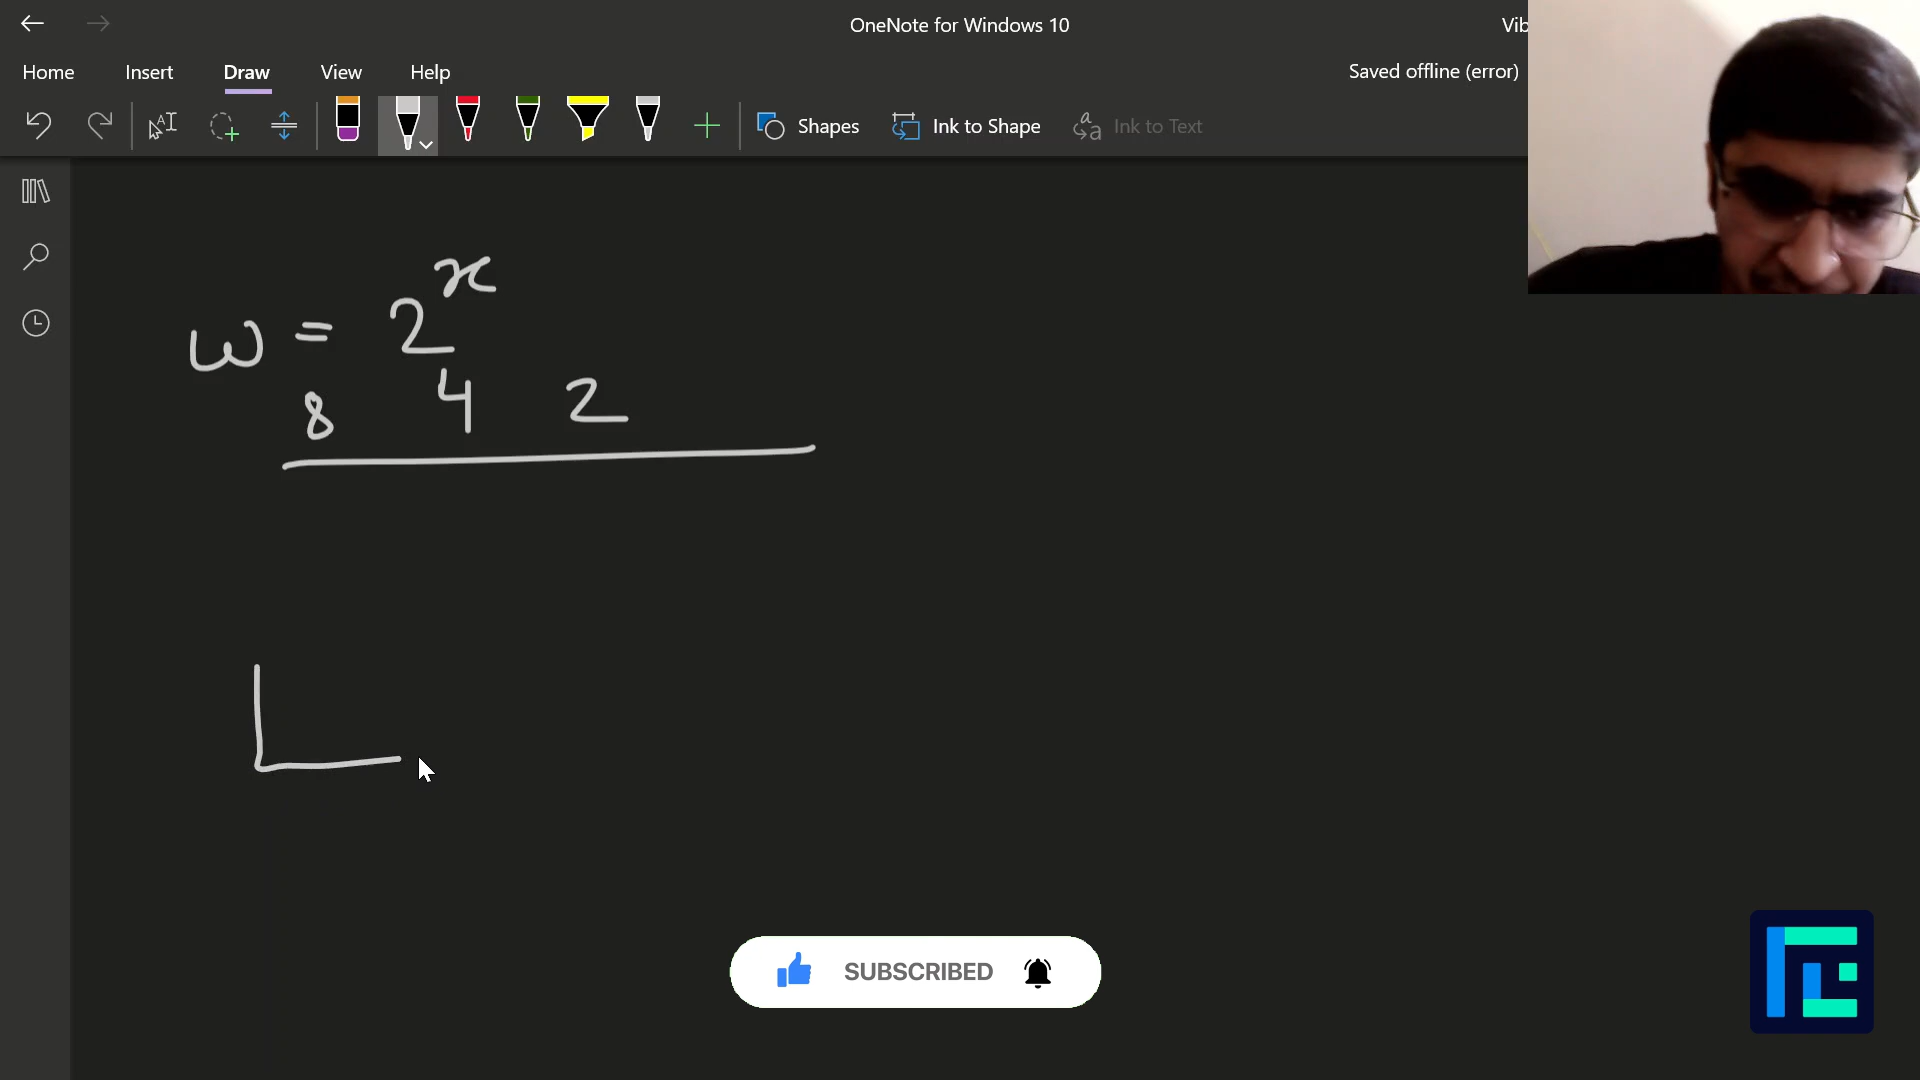 OneNote for Windows 10
Vib
Home Insert Draw View Help
Saved offline (error)
Shapes Ink to Shape Ink to Text
w = 2^x
8 4 2
SUBSCRIBED